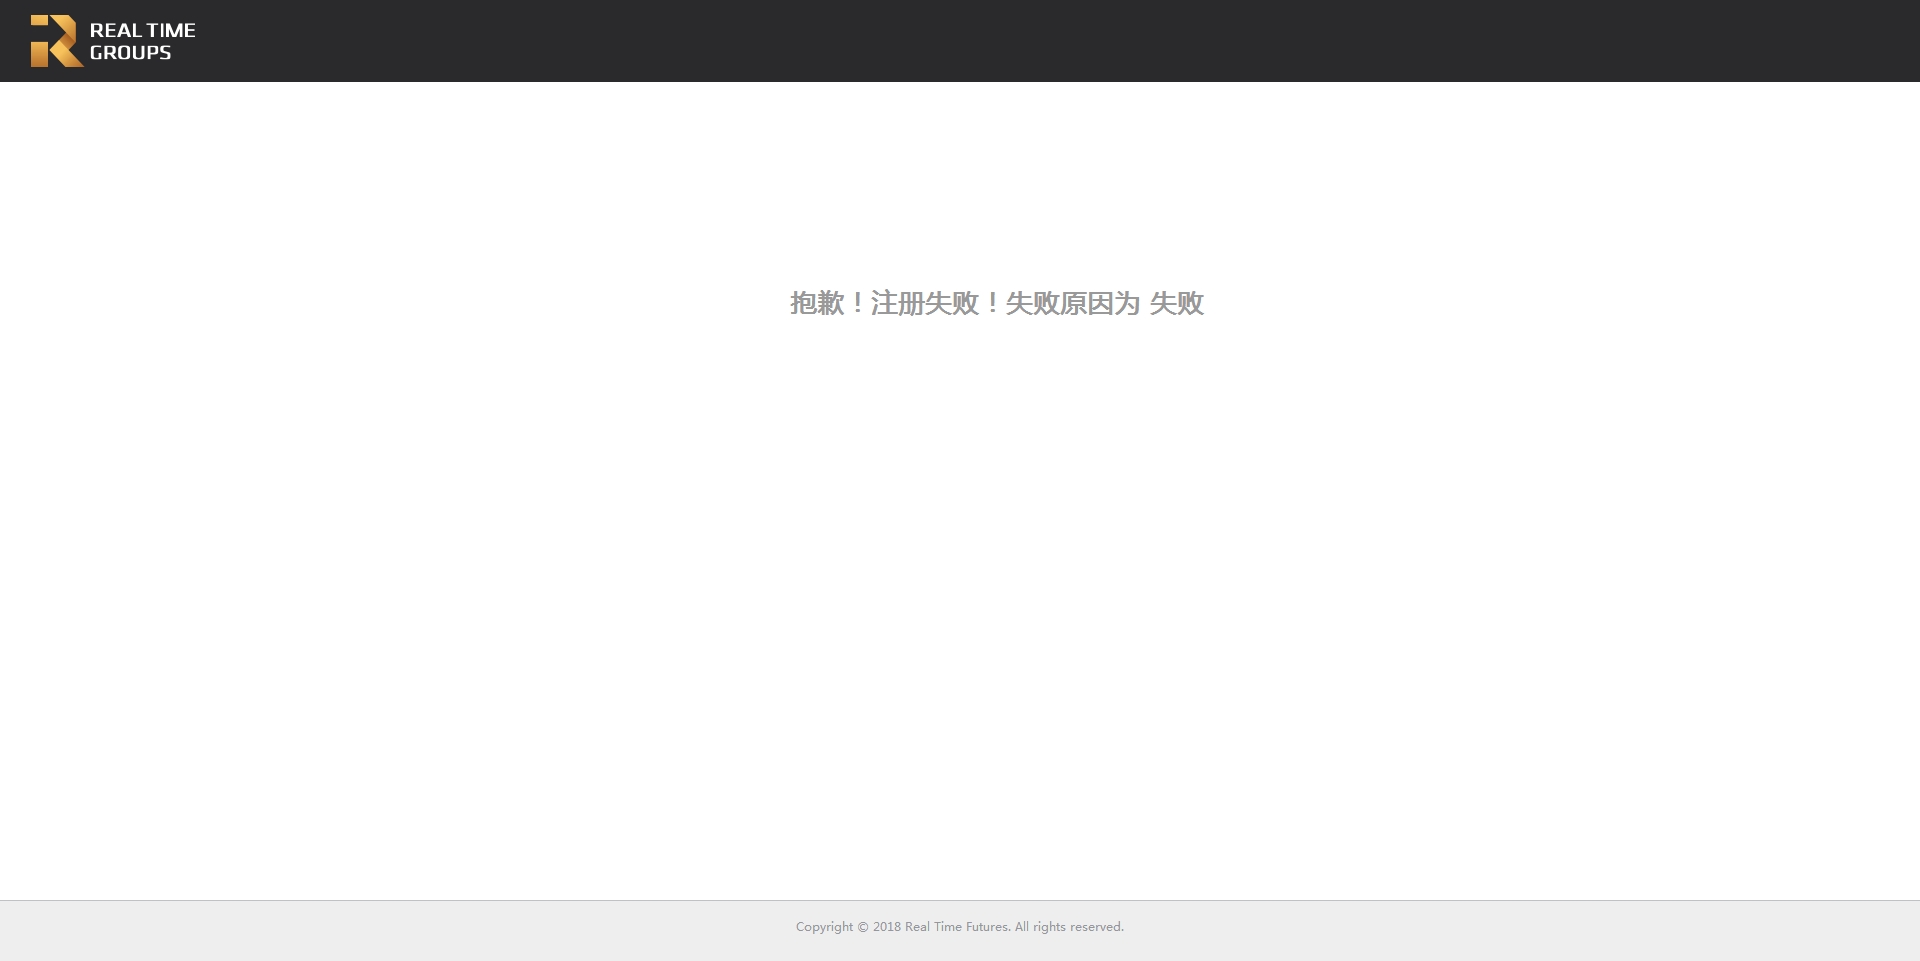 REAL TIME
GROUPS
抱歉！注册失败！失败原因为 失败
Copyright © 2018 Real Time Futures. All rights reserved.